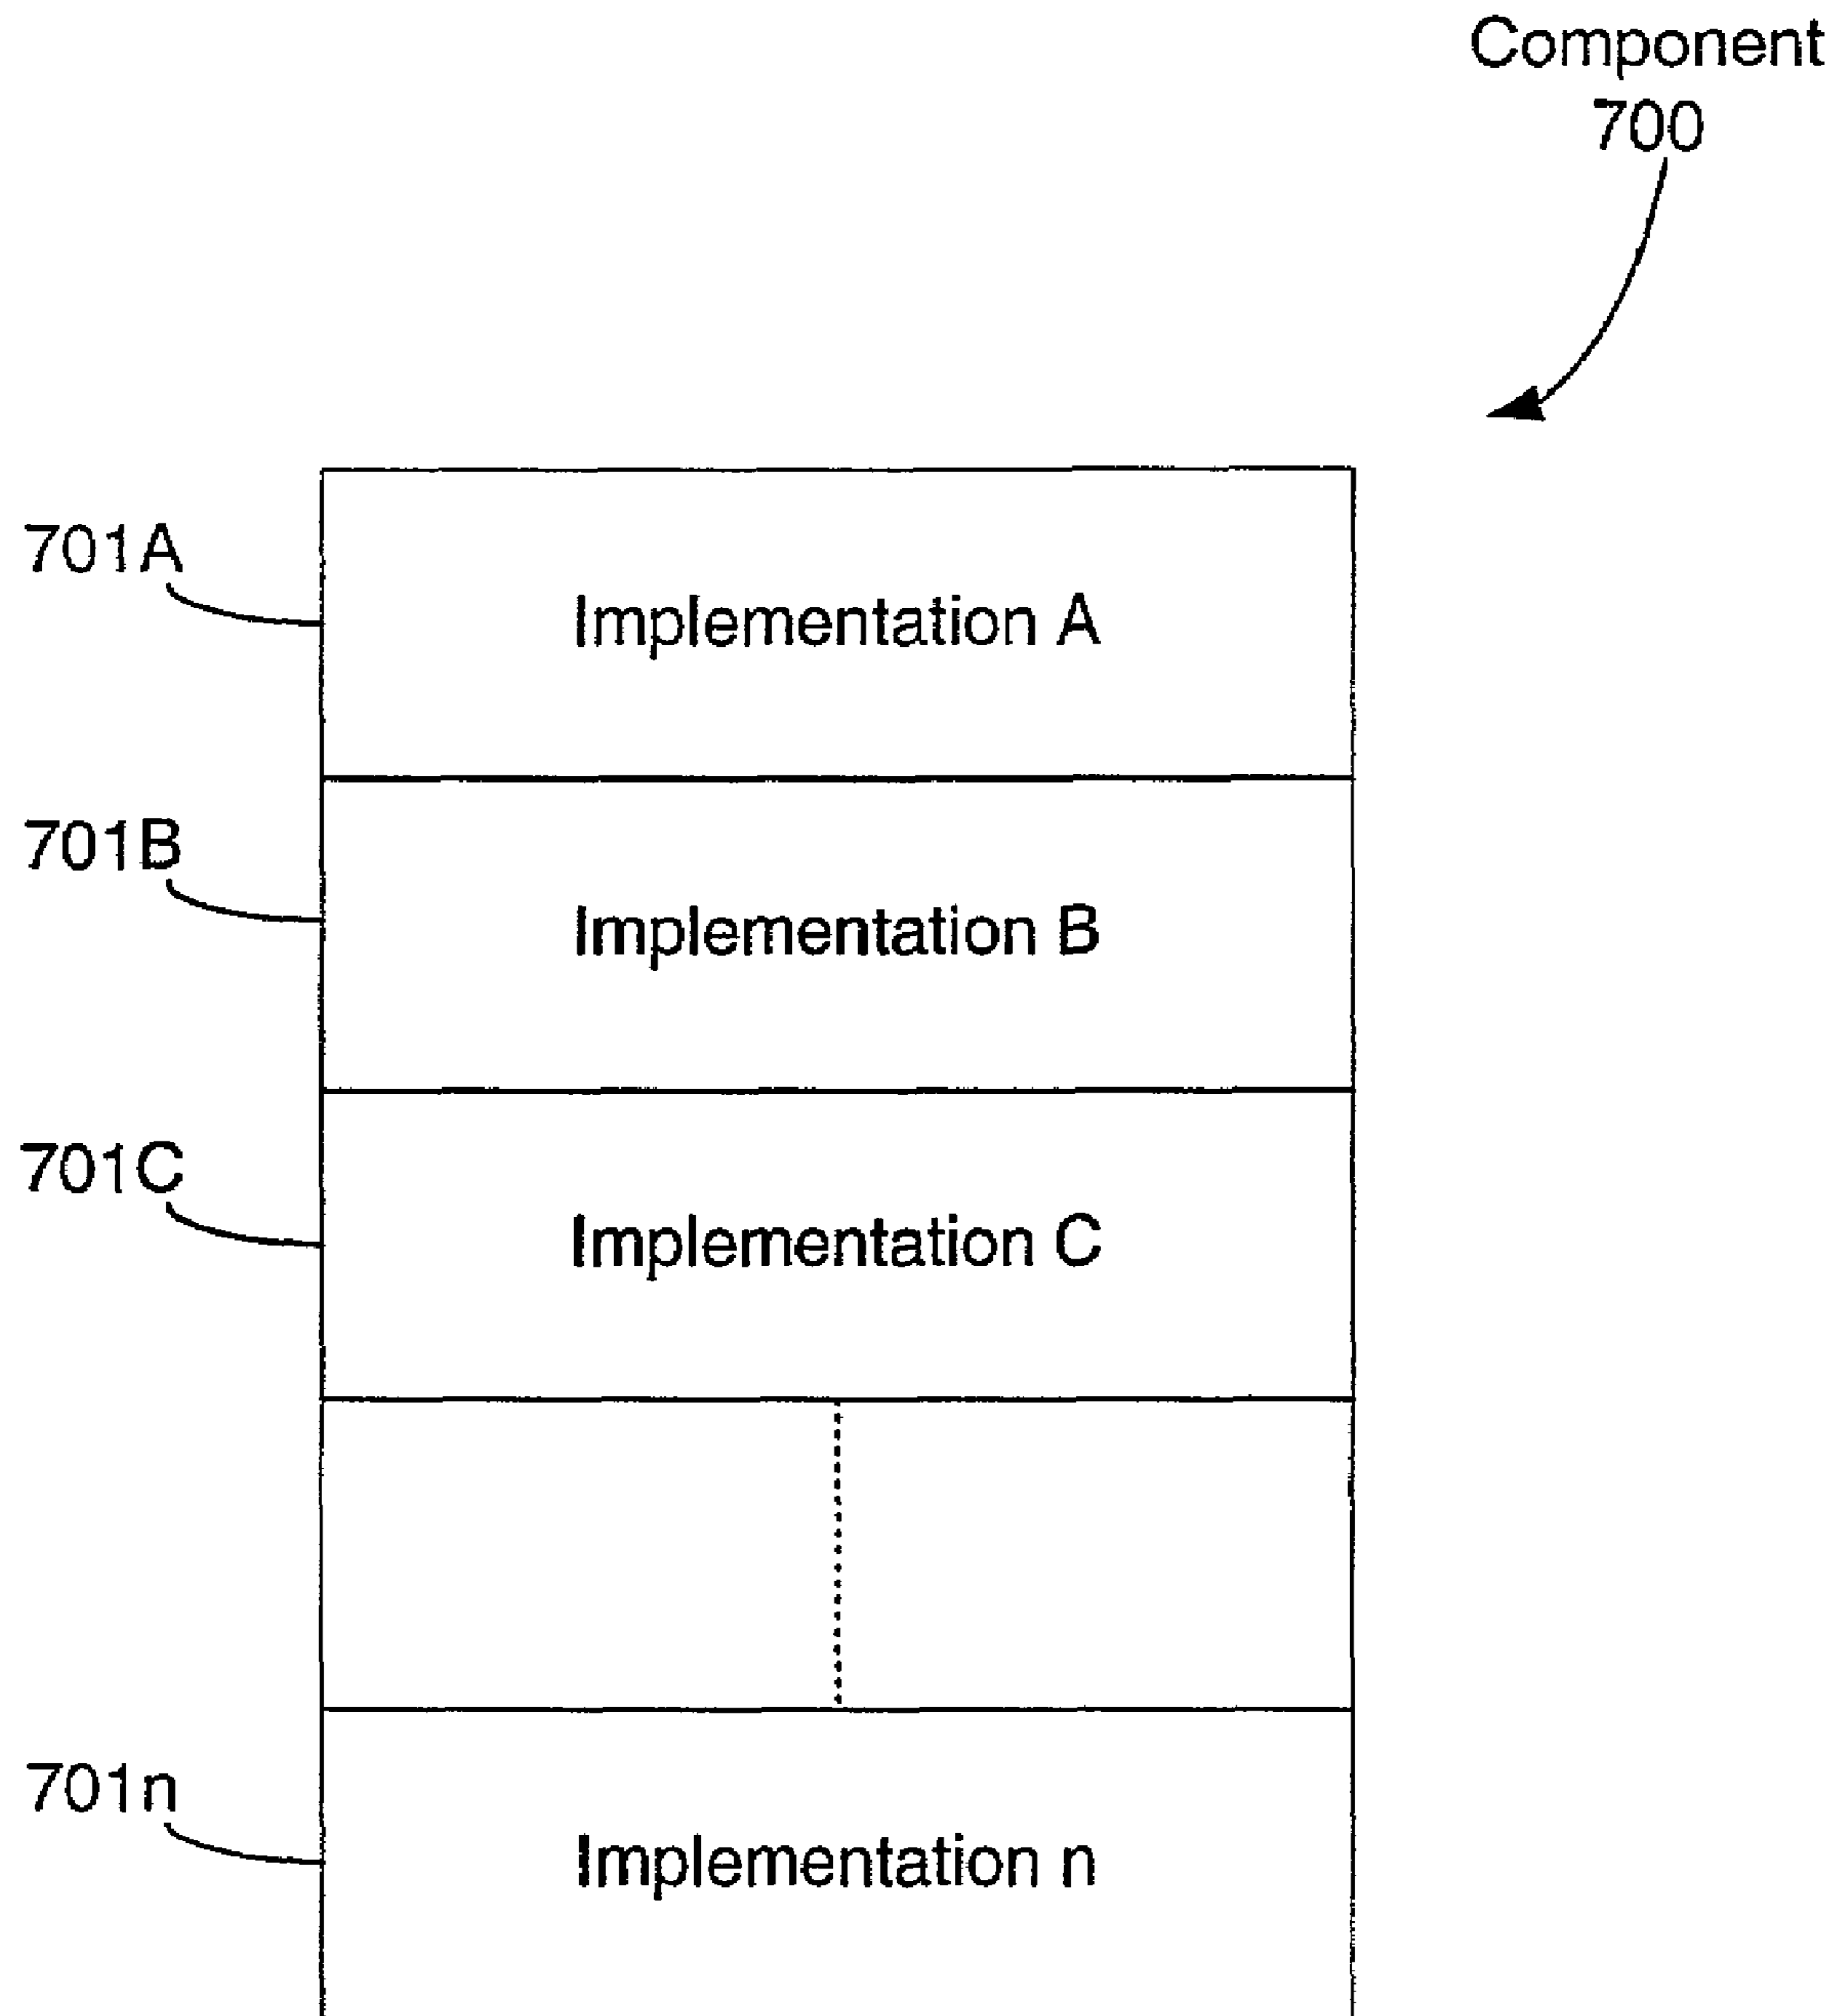 Component
700
701A
Implementation A
701B
Implementation B
701C
Implementation C
701n
Implementation n